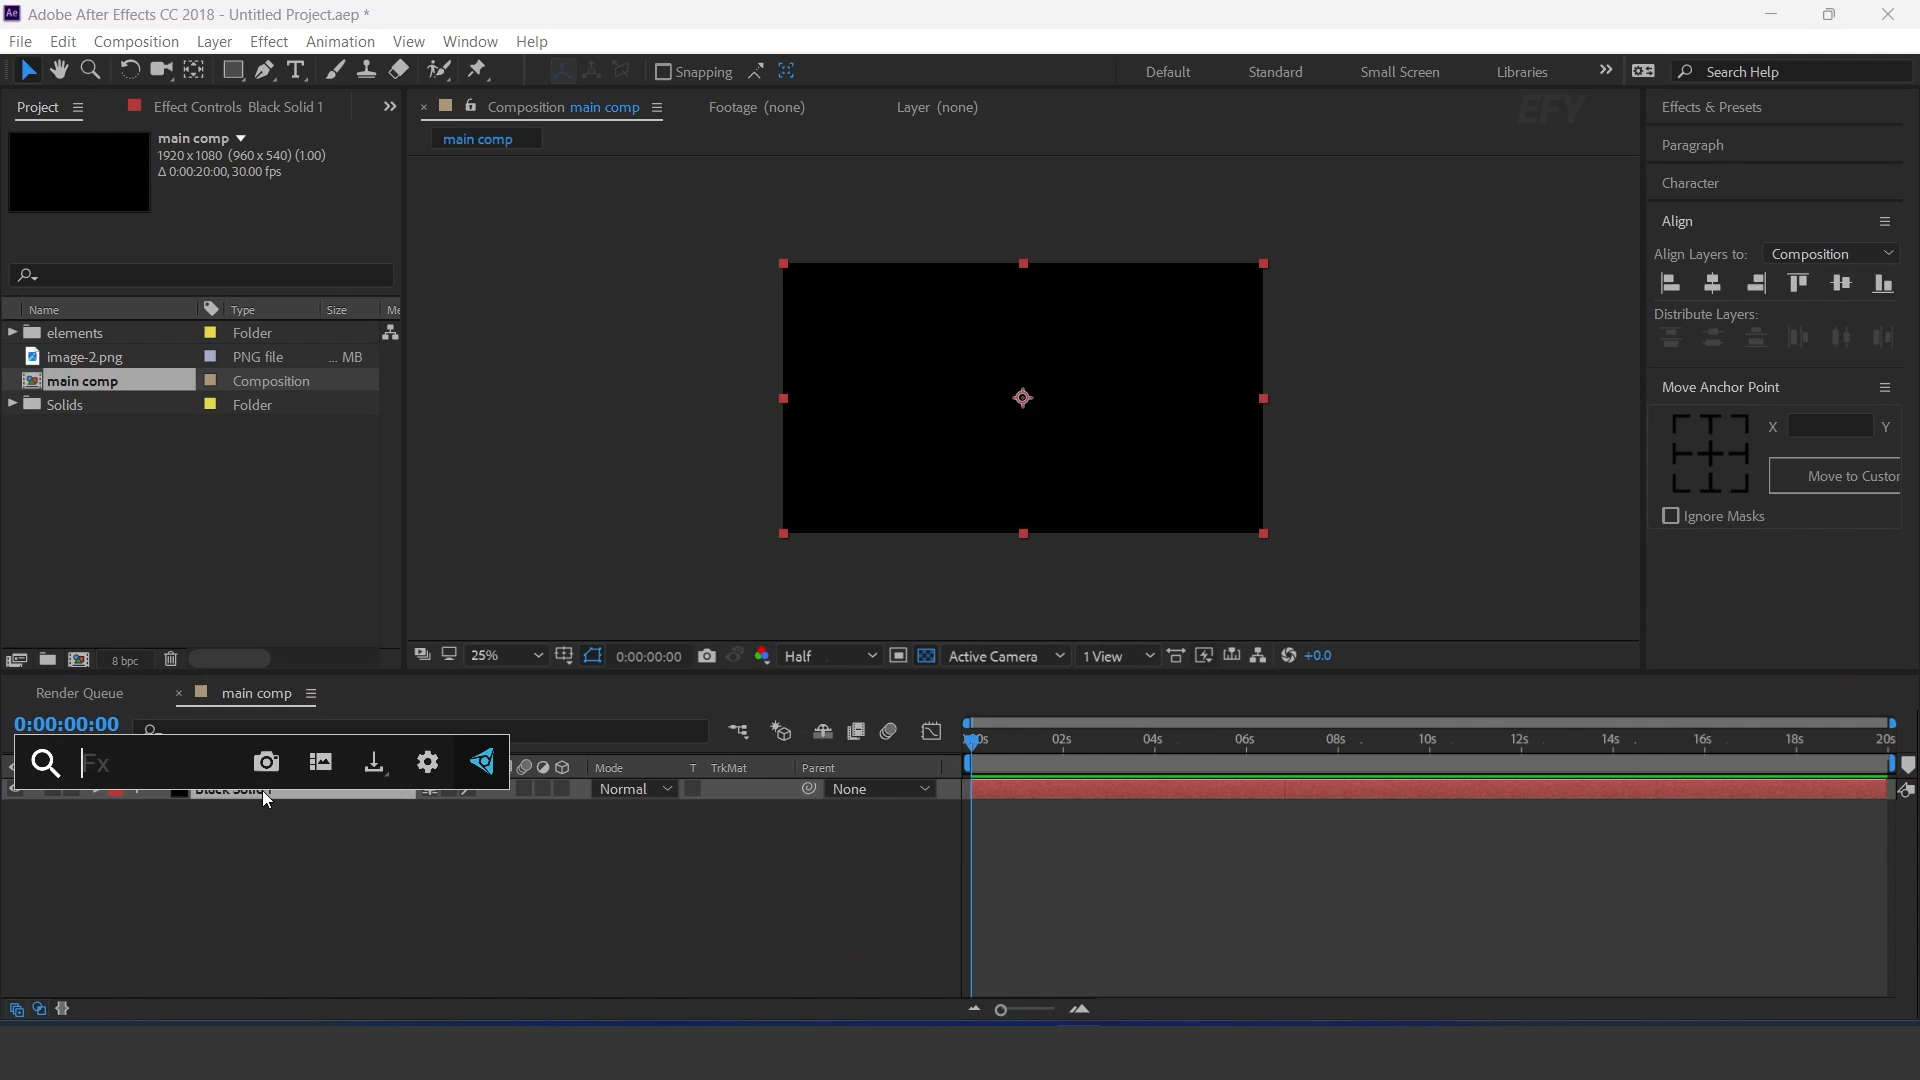 Ae Adobe After Effects CC 2018 - Untitled Project.aep *
File Edit Composition Layer Effect Animation View Window Help
Snapping Default Standard Small Screen Libraries Search Help
Project Effect Controls Black Solid 1 Composition main comp Footage (none) Layer (none)
EFY
Effects & Presets
main comp
main comp
1920 x 1080 (960 x 540) (1.00)
Δ 0:00:20:00, 30.00 fps
Paragraph
Character
Align
Align Layers to: Composition
Distribute Layers:
Move Anchor Point
X Y
Move to Custor
Ignore Masks
Name Type Size Me
elements Folder
image-2.png PNG file ... MB
main comp Composition
Solids Folder
8 bpc
25% 0:00:00:00 Half Active Camera 1 View +0.0
Render Queue main comp
0:00:00:00
Fx
Mode T TrkMat Parent
02s 04s 06s 08s 10s 12s 14s 16s 18s 20s
Black Solid 1 Normal None